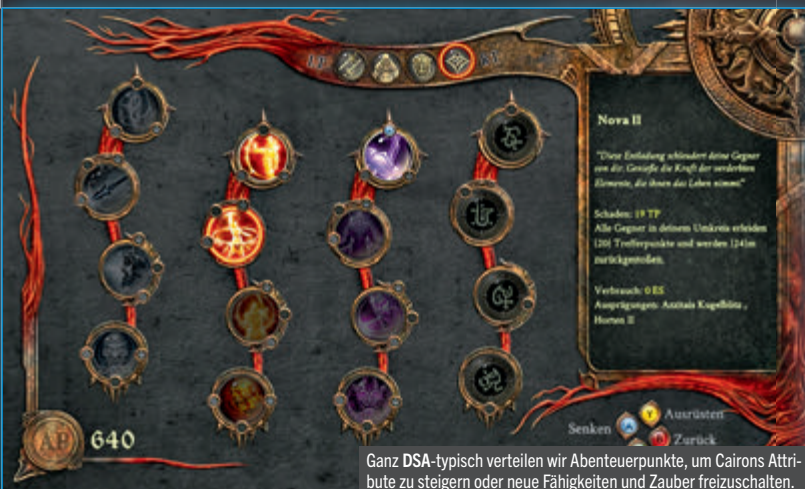 Nova II
"Diese Entladung schleudert deine Gegner
von dir. Genieße die Kraft der verderbten
Elemente, die ihnen das Leben nimmt"
Schaden: 19 TP
Alle Gegner in deinem Umkreis erleiden
[20] Trefferpunkte und werden [24]m
zurückgestoßen.
Verbrauch: 0 ES
Ausprägungen: Kugelblitz,
Horten II
AP 640
Senken A Y Ausrüsten
B Zurück
Ganz DSA-typisch verteilen wir Abenteuerpunkte, um Cairons Attri-
bute zu steigern oder neue Fähigkeiten und Zauber freizuschalten.